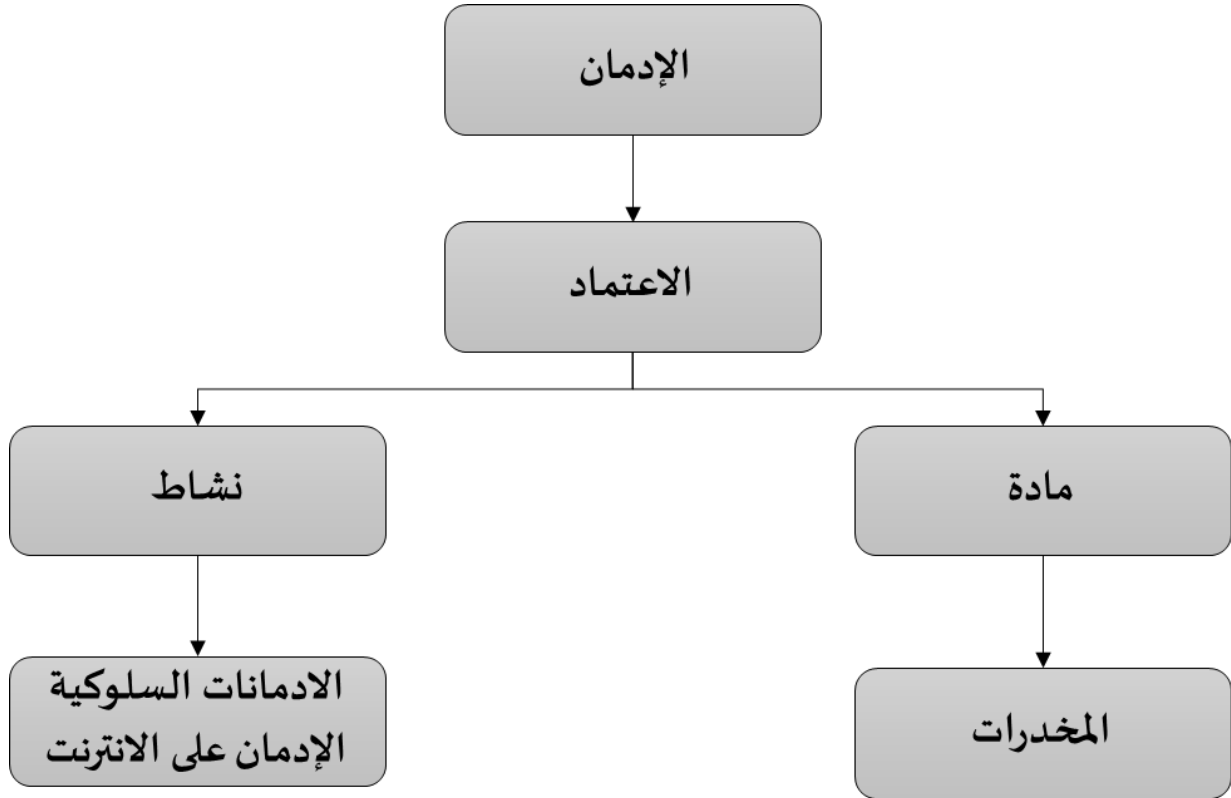 الإدمان
الاعتماد
مادة
نشاط
المخدرات
الادمانات السلوكية
الإدمان على الانترنت